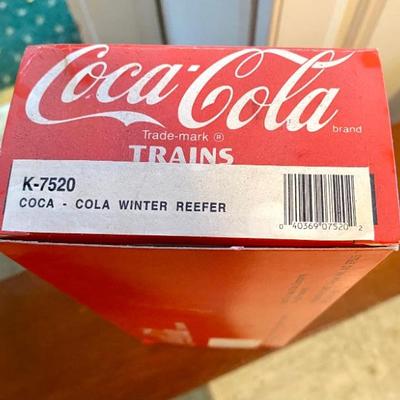 Coca-Cola
Trade-mark ® brand
TRAINS
K-7520
COCA - COLA WINTER REEFER
0 40369 07520 2